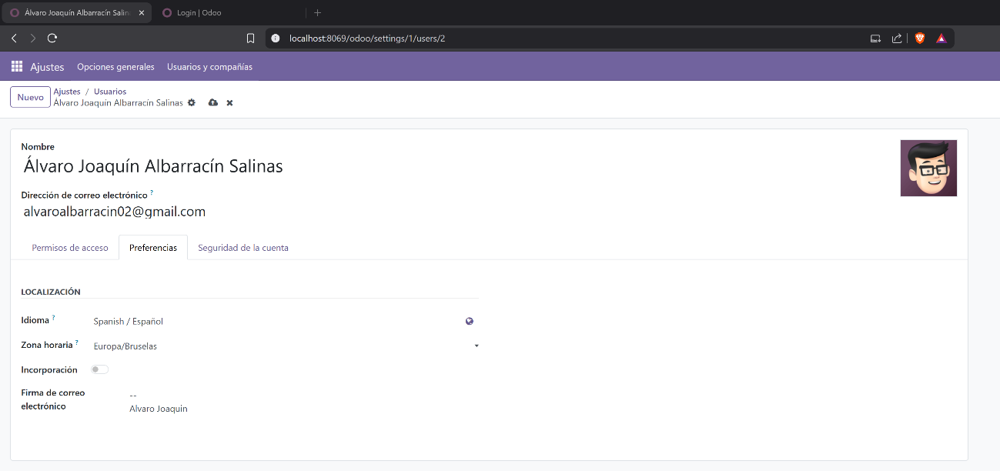 Álvaro Joaquín Albarracín Salin
Login | Odoo
localhost:8069/odoo/settings/1/users/2
Ajustes
Opciones generales
Usuarios y compañías
Nuevo
Ajustes / Usuarios
Álvaro Joaquín Albarracín Salinas
Nombre
Álvaro Joaquín Albarracín Salinas
Dirección de correo electrónico ?
alvaroalbarracin02@gmail.com
Permisos de acceso
Preferencias
Seguridad de la cuenta
LOCALIZACIÓN
Idioma ?
Spanish / Español
Zona horaria ?
Europa/Bruselas
Incorporación
Firma de correo
electrónico
--
Alvaro Joaquin